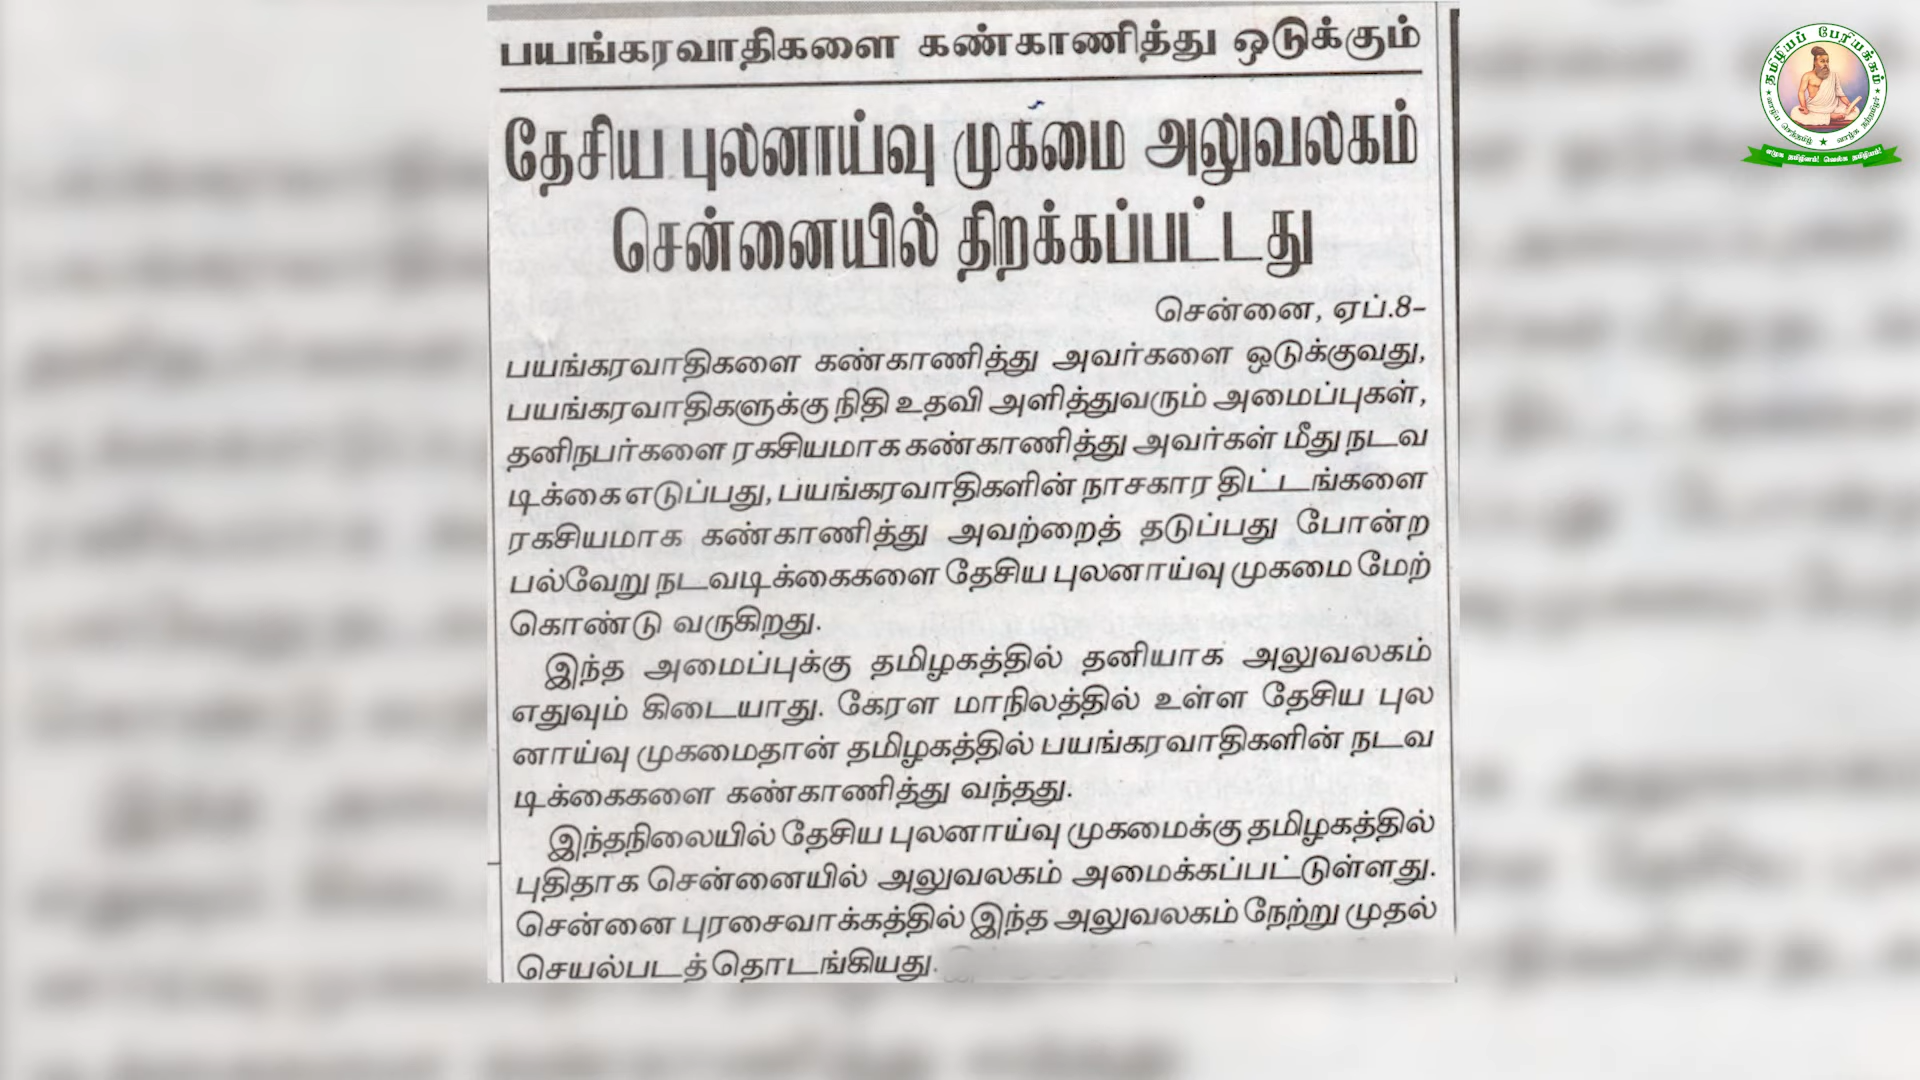 பயங்கரவாதிகளை கண்காணித்து ஒடுக்கும்
தேசிய புலனாய்வு முகமை அலுவலகம்
சென்னையில் திறக்கப்பட்டது
சென்னை, ஏப்.8–
பயங்கரவாதிகளை கண்காணித்து அவர்களை ஒடுக்குவது,
பயங்கரவாதிகளுக்கு நிதி உதவி அளித்துவரும் அமைப்புகள்,
தனிநபர்களை ரகசியமாக கண்காணித்து அவர்கள் மீது நடவ
டிக்கை எடுப்பது, பயங்கரவாதிகளின் நாசகார திட்டங்களை
ரகசியமாக கண்காணித்து அவற்றைத் தடுப்பது போன்ற
பல்வேறு நடவடிக்கைகளை தேசிய புலனாய்வு முகமை மேற்
கொண்டு வருகிறது.
இந்த அமைப்புக்கு தமிழகத்தில் தனியாக அலுவலகம்
எதுவும் கிடையாது. கேரள மாநிலத்தில் உள்ள தேசிய புல
னாய்வு முகமைதான் தமிழகத்தில் பயங்கரவாதிகளின் நடவ
டிக்கைகளை கண்காணித்து வந்தது.
இந்தநிலையில் தேசிய புலனாய்வு முகமைக்கு தமிழகத்தில்
புதிதாக சென்னையில் அலுவலகம் அமைக்கப்பட்டுள்ளது.
சென்னை புரசைவாக்கத்தில் இந்த அலுவலகம் நேற்று முதல்
செயல்படத் தொடங்கியது.
தமிழியப் பேரியக்கம்